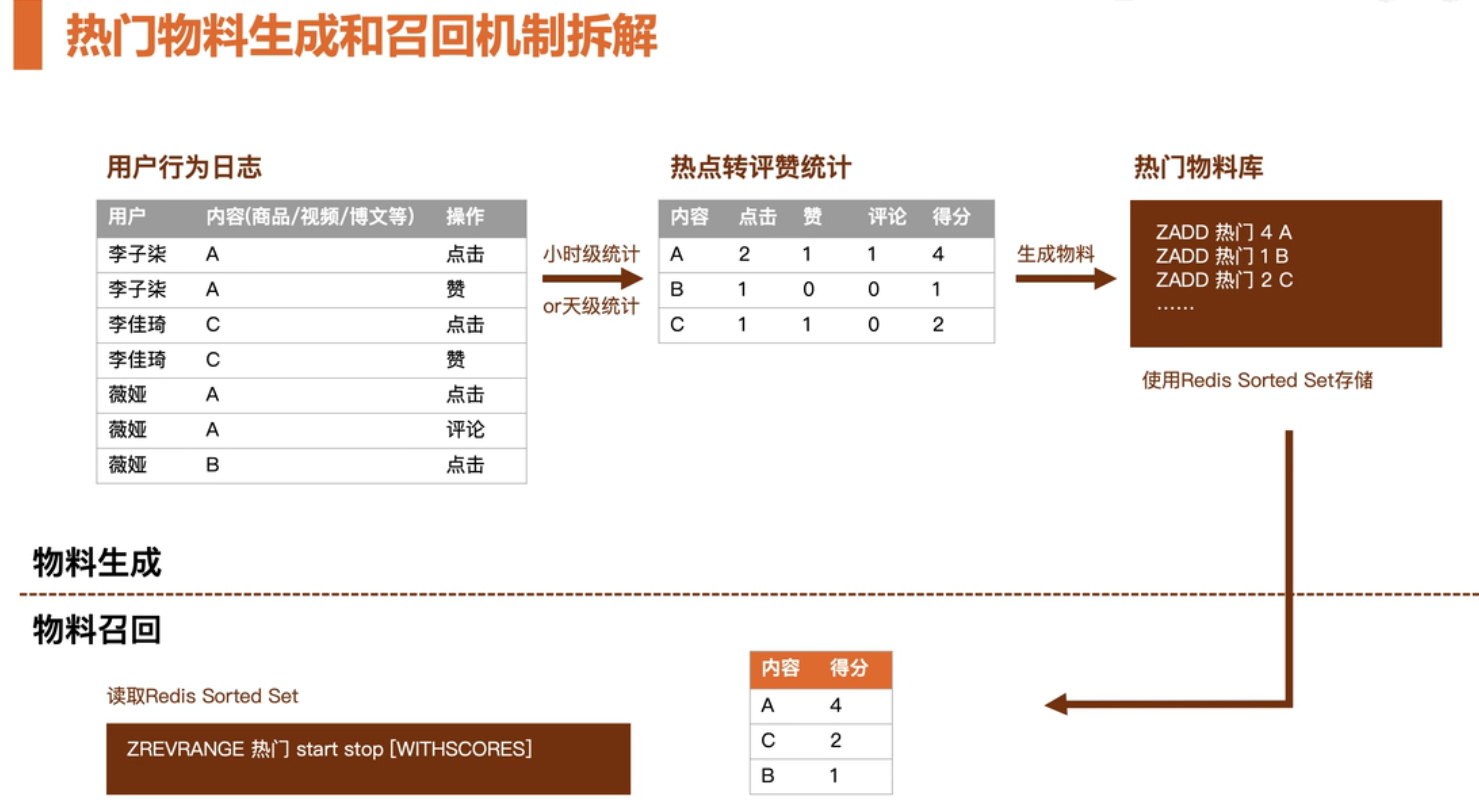 热门物料生成和召回机制拆解
用户行为日志
用户 内容(商品/视频/博文等) 操作
李子柒 A 点击
李子柒 A 赞
李佳琦 C 点击
李佳琦 C 赞
薇娅 A 点击
薇娅 A 评论
薇娅 B 点击
小时级统计
or天级统计
热点转评赞统计
内容 点击 赞 评论 得分
A 2 1 1 4
B 1 0 0 1
C 1 1 0 2
生成物料
热门物料库
ZADD 热门 4 A
ZADD 热门 1 B
ZADD 热门 2 C
……
使用Redis Sorted Set存储
物料生成
物料召回
读取Redis Sorted Set
ZREVRANGE 热门 start stop [WITHSCORES]
内容 得分
A 4
C 2
B 1